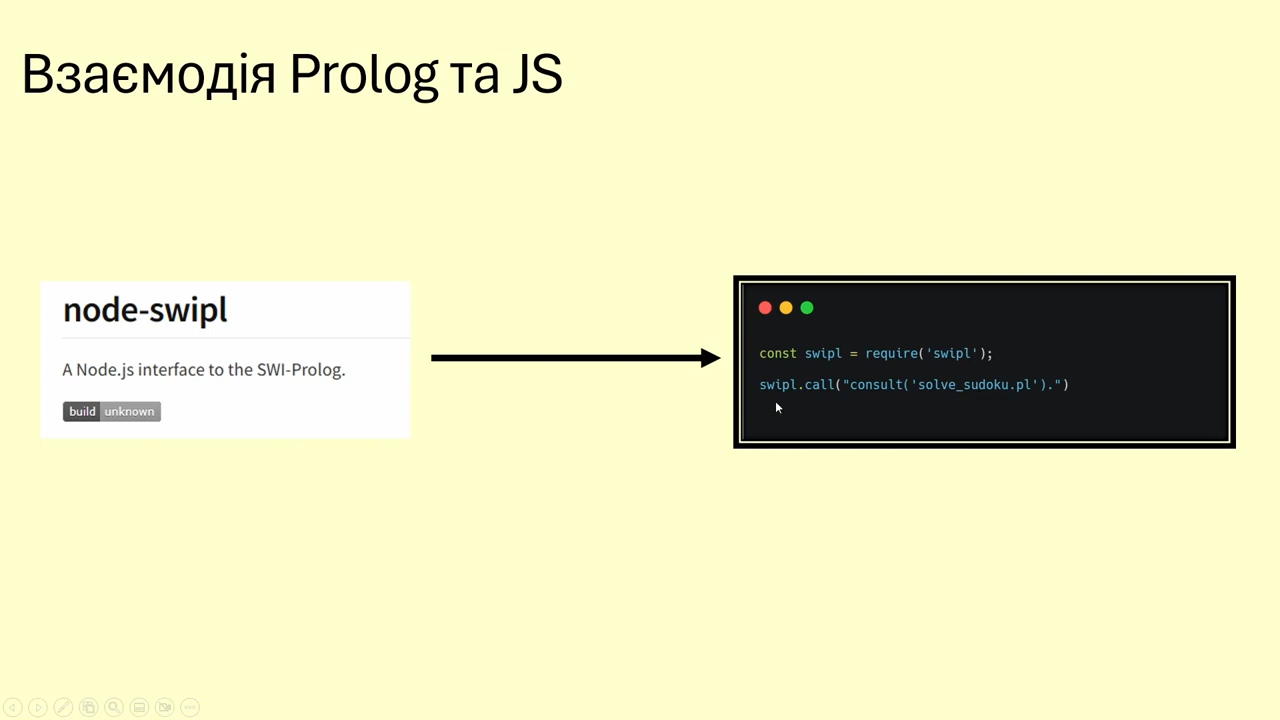 Взаємодія Prolog та JS
node-swipl
A Node.js interface to the SWI-Prolog.
build unknown
const swipl = require('swipl');
swipl.call("consult('solve_sudoku.pl').")